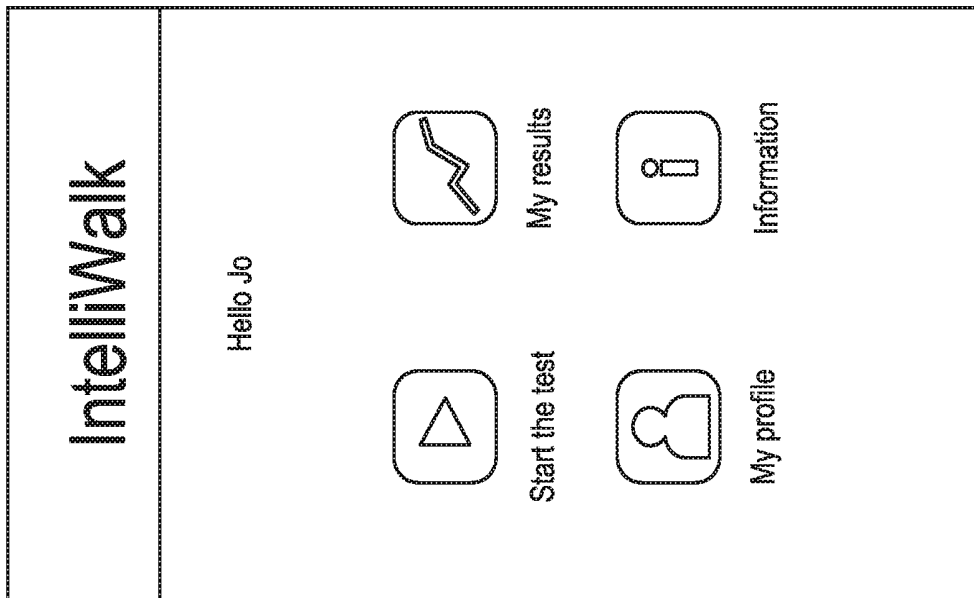 IntelliWalk
Hello Jo
Start the test
My results
My profile
Information